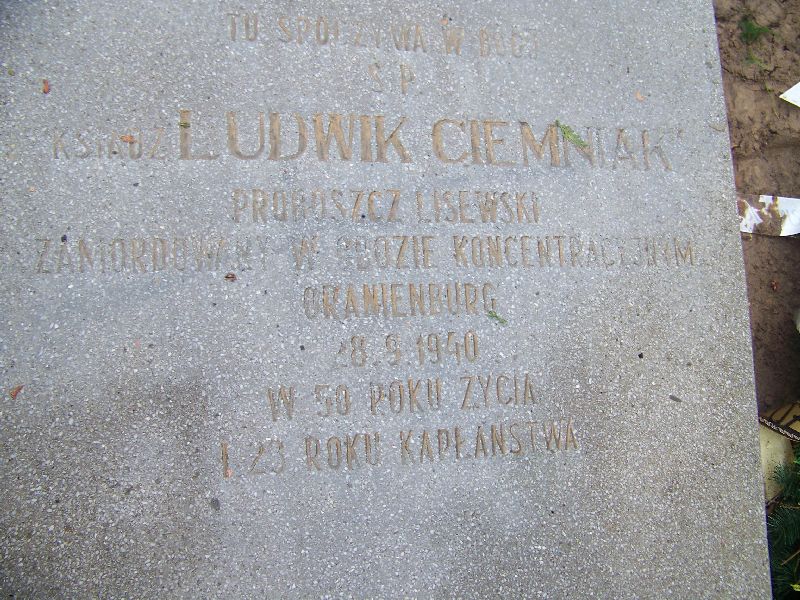 TU SPOCZYWA W BOGU
Ś.P.
KSIĄDZ LUDWIK CIEMNIAK
PROBOSZCZ LISEWSKI
ZAMORDOWANY W OBOZIE KONCENTRACYJNYM
ORANIENBURG
28.9.1940
W 50 ROKU ŻYCIA
I 23 ROKU KAPŁAŃSTWA